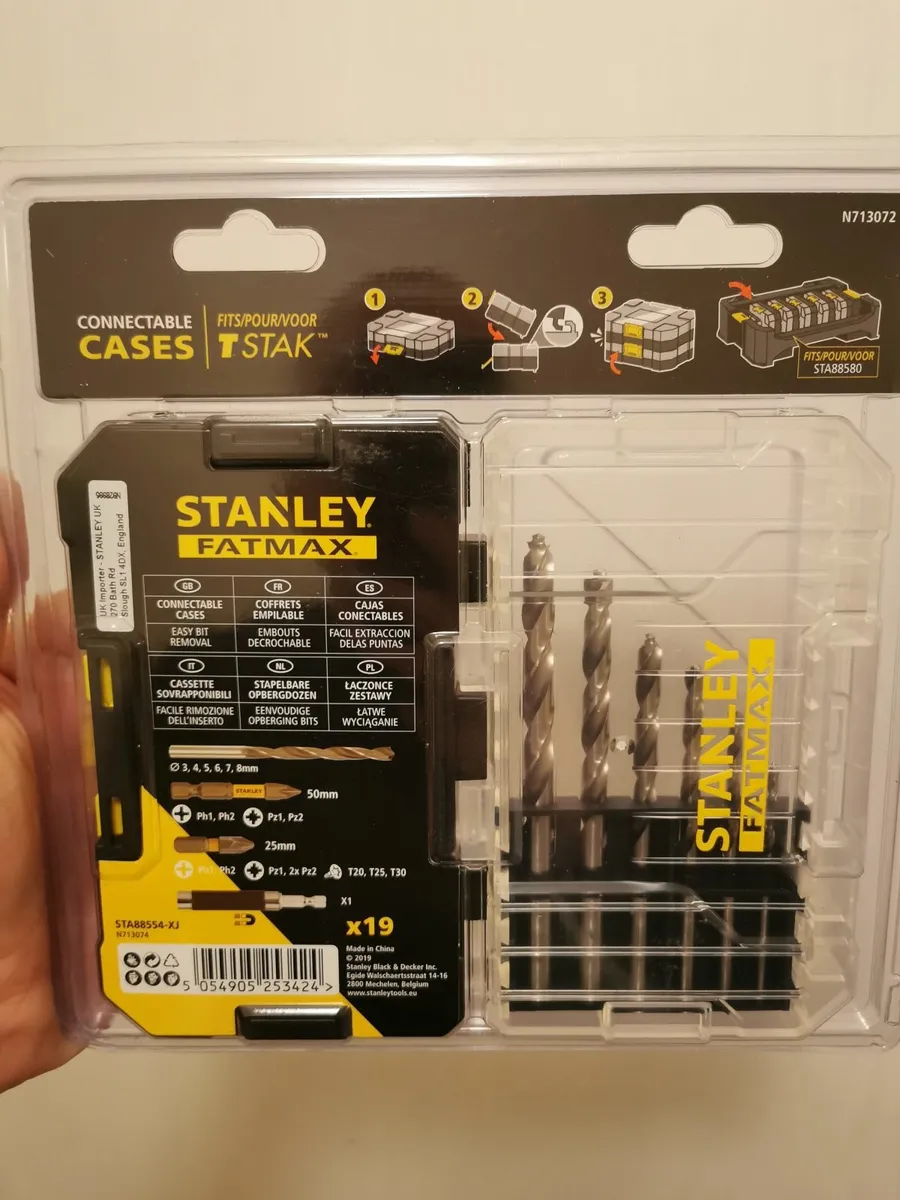 N713072
CONNECTABLE
CASES
FITS/POUR/VOOR
TSTAK™
1
2
3
FITS/POUR/VOOR
STA88580
N828966
UK Importer - STANLEY UK
270 Bath Rd
Slough SL1 4DX, England
STANLEY®
FATMAX®
GB FR ES
CONNECTABLE CASES
COFFRETS EMPILABLE
CAJAS CONECTABLES
EASY BIT REMOVAL
EMBOUTS DECROCHABLE
FACIL EXTRACCION DELAS PUNTAS
IT NL PL
CASSETTE SOVRAPPONIBILI
STAPELBARE OPBERGDOZEN
ŁACZONCE ZESTAWY
FACILE RIMOZIONE DELL'INSERTO
EENVOUDIGE OPBERGING BITS
ŁATWE WYCIĄGANIE
Ø 3, 4, 5, 6, 7, 8mm
STANLEY
50mm
Ph1, Ph2 Pz1, Pz2
25mm
Ph2 Pz1, 2x Pz2 T20, T25, T30
X1
x19
STA88554-XJ
N713074
5 054905 253424 >
Made in China
© 2019
Stanley Black & Decker Inc.
Egide Walschaertsstraat 14-16
2800 Mechelen, Belgium
www.stanleytools.eu
STANLEY
FATMAX